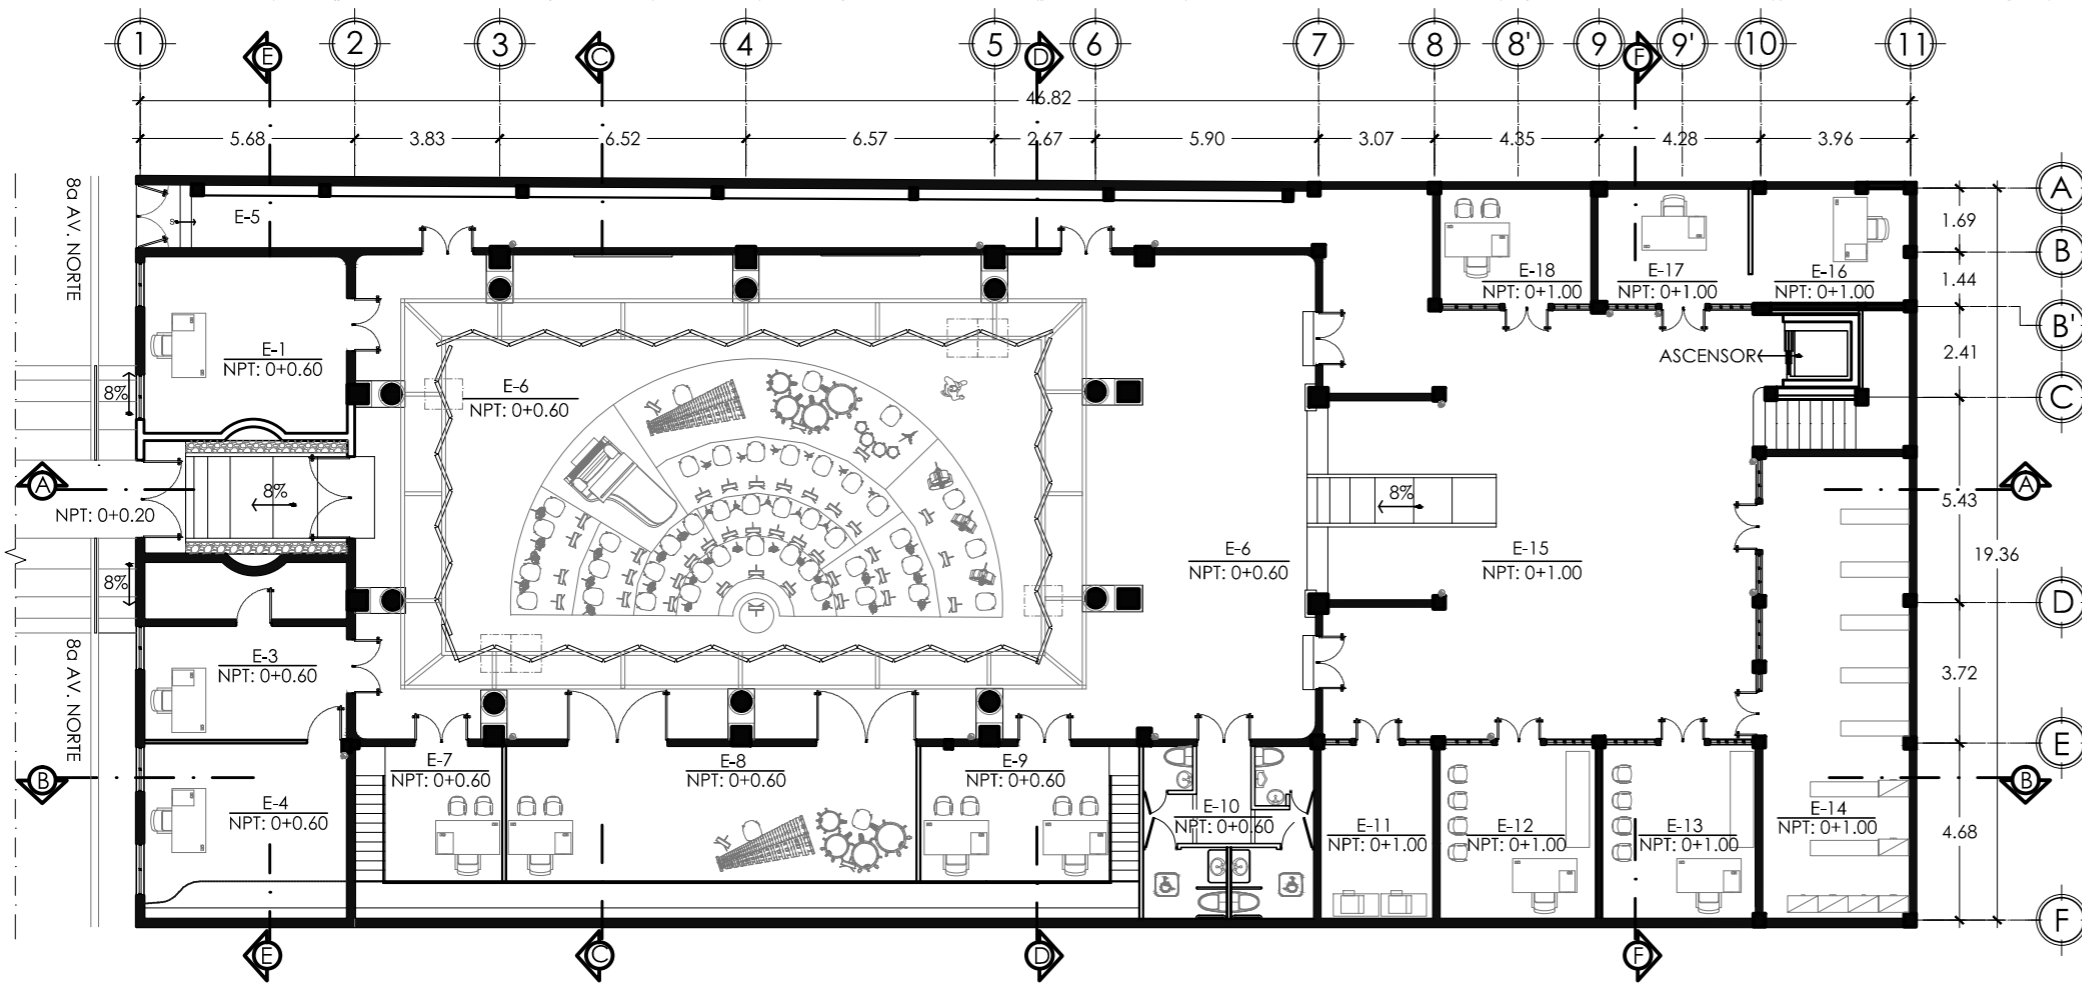 1 2 3 4 5 6 7 8 8' 9 9' 10 11
E C D F
46.82
5.68 3.83 6.52 6.57 2.67 5.90 3.07 4.35 4.28 3.96
8a AV. NORTE
S E-5
A
1.69
B
1.44
B'
2.41
C
E-18
NPT: 0+1.00
E-17
NPT: 0+1.00
E-16
NPT: 0+1.00
ASCENSOR
E-1
NPT: 0+0.60
8%
E-6
NPT: 0+0.60
A
8%
NPT: 0+0.20
8%
A
5.43
19.36
E-6
NPT: 0+0.60
E-15
NPT: 0+1.00
8%
D
8a AV. NORTE
E-3
NPT: 0+0.60
3.72
E
B
E-7
NPT: 0+0.60
E-8
NPT: 0+0.60
E-9
NPT: 0+0.60
B
E-4
NPT: 0+0.60
E-10
NPT: 0+0.60
E-11
NPT: 0+1.00
E-12
NPT: 0+1.00
E-13
NPT: 0+1.00
E-14
NPT: 0+1.00
4.68
F
E C D F